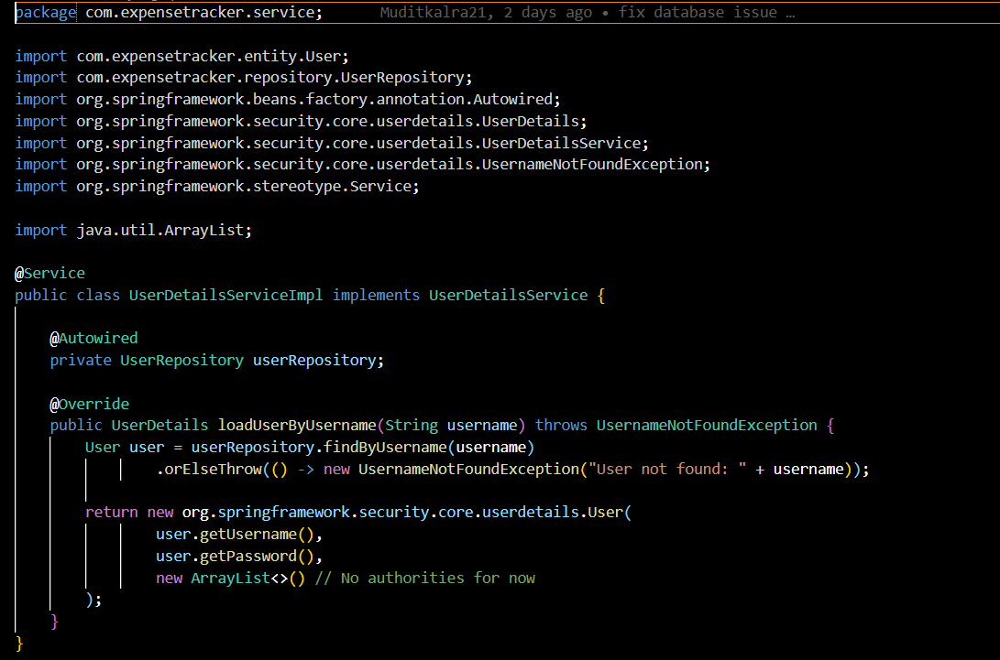 package com.expensetracker.service;        Muditkalra21, 2 days ago • fix database issue …
import com.expensetracker.entity.User;
import com.expensetracker.repository.UserRepository;
import org.springframework.beans.factory.annotation.Autowired;
import org.springframework.security.core.userdetails.UserDetails;
import org.springframework.security.core.userdetails.UserDetailsService;
import org.springframework.security.core.userdetails.UsernameNotFoundException;
import org.springframework.stereotype.Service;
import java.util.ArrayList;
@Service
public class UserDetailsServiceImpl implements UserDetailsService {
    @Autowired
    private UserRepository userRepository;
    @Override
    public UserDetails loadUserByUsername(String username) throws UsernameNotFoundException {
        User user = userRepository.findByUsername(username)
                .orElseThrow(() -> new UsernameNotFoundException("User not found: " + username));
        return new org.springframework.security.core.userdetails.User(
                user.getUsername(),
                user.getPassword(),
                new ArrayList<>() // No authorities for now
        );
    }
}